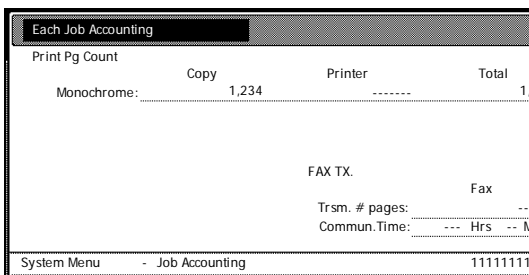 Each Job Accounting
Print Pg Count
Copy Printer Total
Monochrome: 1,234 ------- 1,
FAX TX.
Fax
Trsm. # pages: --
Commun.Time: --- Hrs -- M
System Menu - Job Accounting 11111111